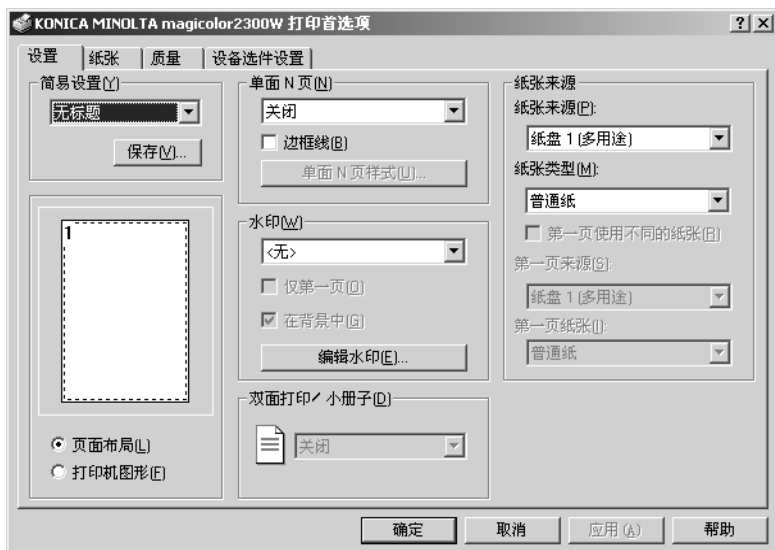 KONICA MINOLTA magicolor2300W 打印首选项
设置
纸张
质量
设备选件设置
简易设置(Y)
无标题
保存(V)...
1
页面布局(L)
打印机图形(F)
单面 N 页(N)
关闭
边框线(B)
单面 N 页样式(U)...
水印(W)
<无>
仅第一页(O)
在背景中(G)
编辑水印(E)...
双面打印／小册子(D)
关闭
纸张来源
纸张来源(P):
纸盘 1 (多用途)
纸张类型(M):
普通纸
第一页使用不同的纸张(R)
第一页来源(S):
纸盘 1 (多用途)
第一页纸张(I):
普通纸
确定
取消
应用(A)
帮助